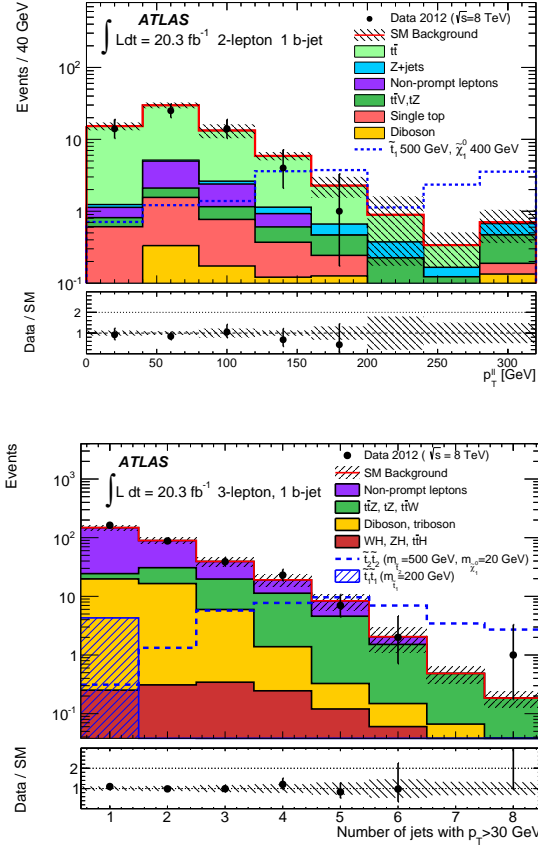 ATLAS
∫ Ldt = 20.3 fb⁻¹ 2-lepton 1 b-jet
Data 2012 (√s=8 TeV)
SM Background
tt̄
Z+jets
Non-prompt leptons
tt̄V,tZ
Single top
Diboson
t̃₁ 500 GeV, χ̃₁⁰ 400 GeV
Events / 40 GeV
10²
10
1
10⁻¹
Data / SM
2
1
0 50 100 150 200 250 300
p_T^ll [GeV]
ATLAS
∫ L dt = 20.3 fb⁻¹ 3-lepton, 1 b-jet
Data 2012 (√s = 8 TeV)
SM Background
Non-prompt leptons
tt̄Z, tZ, tt̄W
Diboson, triboson
WH, ZH, tt̄H
t̃₂t̃₂ (m_t̃₂=500 GeV, m_χ̃₁⁰=20 GeV)
t̃₁t̃₁ (m_t̃₁=200 GeV)
Events
10³
10²
10
1
10⁻¹
Data / SM
2
1
1 2 3 4 5 6 7 8
Number of jets with p_T>30 GeV